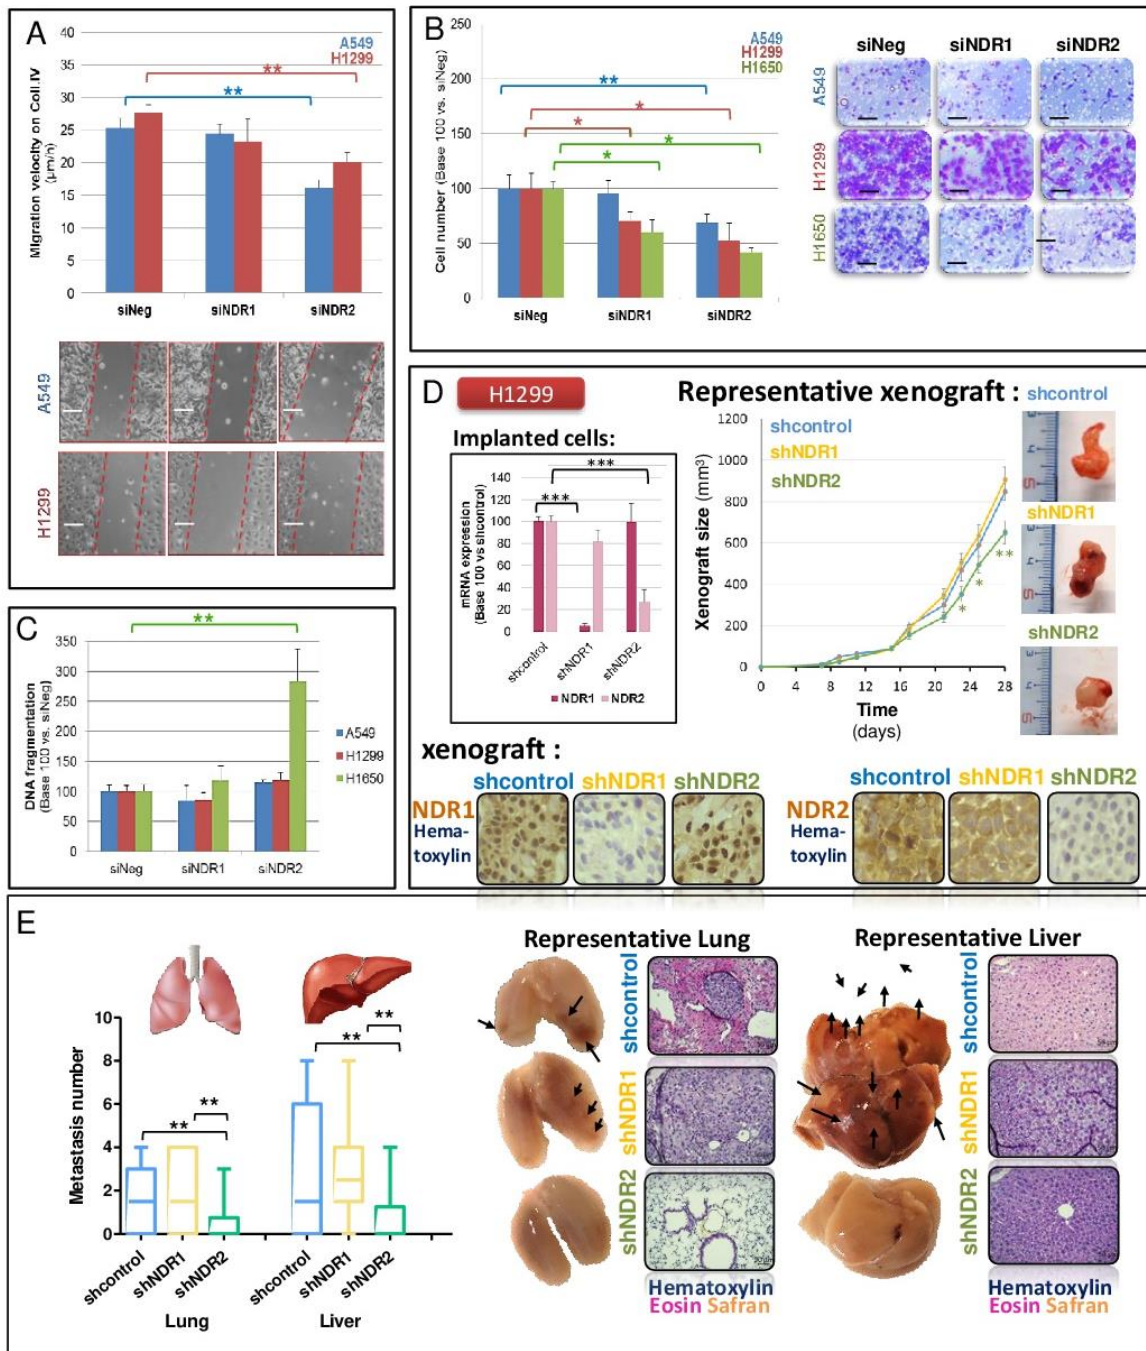 A
40
35
30
25
20
15
10
5
0
Migration velocity on Coll.IV
(μm/h)
A549
H1299
**
**
siNeg
siNDR1
siNDR2
A549
H1299
B
250
200
150
100
50
0
Cell number (Base 100 vs. siNeg)
A549
H1299
H1650
**
*
*
*
*
siNeg
siNDR1
siNDR2
siNeg
siNDR1
siNDR2
A549
H1299
H1650
C
350
300
250
200
150
100
50
0
DNA fragmentation
(Base 100 vs. siNeg)
**
siNeg
siNDR1
siNDR2
A549
H1299
H1650
D
H1299
Implanted cells:
140
120
100
80
60
40
20
0
mRNA expression
(Base 100 vs shcontrol)
***
***
shcontrol
shNDR1
shNDR2
NDR1
NDR2
Representative xenograft :
shcontrol
1200
1000
800
600
400
200
0
Xenograft size (mm³)
shcontrol
shNDR1
shNDR2
*
*
**
0
4
8
12
16
20
24
28
Time
(days)
shNDR1
shNDR2
xenograft :
shcontrol
shNDR1
shNDR2
NDR1
Hema-
toxylin
shcontrol
shNDR1
shNDR2
NDR2
Hema-
toxylin
E
10
8
6
4
2
0
Metastasis number
**
**
**
**
shcontrol
shNDR1
shNDR2
shcontrol
shNDR1
shNDR2
Lung
Liver
Representative Lung
shcontrol
shNDR1
shNDR2
Hematoxylin
Eosin Safran
Representative Liver
shcontrol
shNDR1
shNDR2
Hematoxylin
Eosin Safran